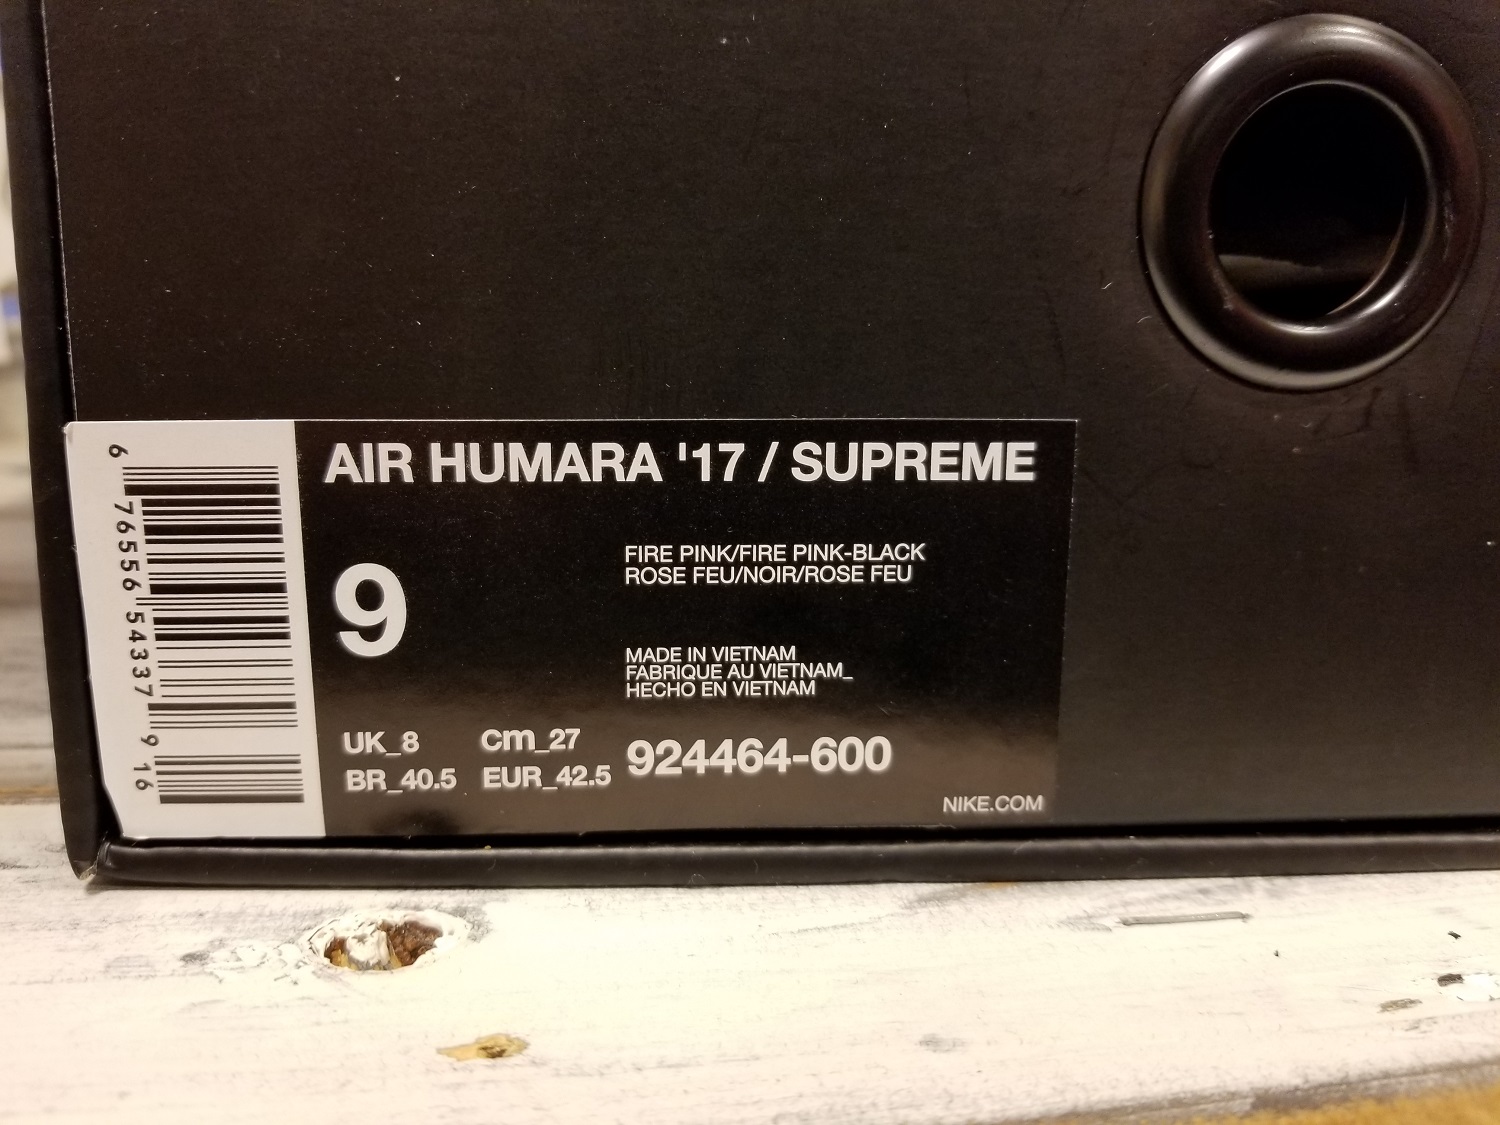 AIR HUMARA '17 / SUPREME
9
FIRE PINK/FIRE PINK-BLACK
ROSE FEU/NOIR/ROSE FEU
MADE IN VIETNAM
FABRIQUE AU VIETNAM_
HECHO EN VIETNAM
UK_8 Cm_27
BR_40.5 EUR_42.5
924464-600
NIKE.COM
6 76556 54337 9 16